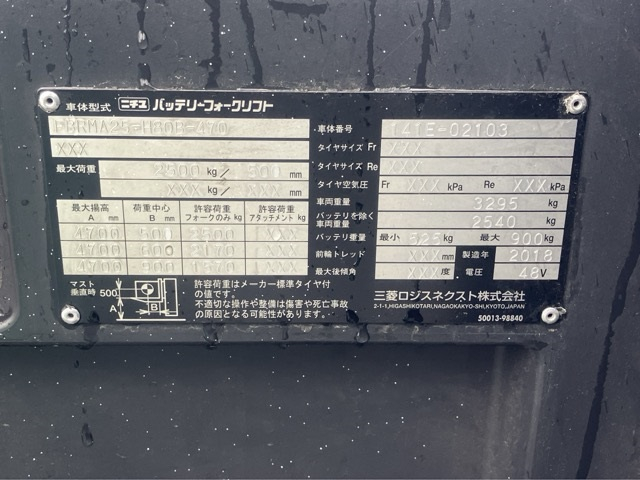 車体型式 ニチユ バッテリーフォークリフト
車体番号 141E-02103
XXX
タイヤサイズ Fr XXX
最大荷重 kg/ 500 mm
タイヤサイズ Re XXX
XXX kg/ XXX mm
タイヤ空気圧 Fr XXX kPa Re XXX kPa
車両重量 3295 kg
最大揚高 A mm 荷重中心 B mm 許容荷重 フォークのみ kg 許容荷重 アタッチメント kg
バッテリを除く車両重量 2540 kg
4700 500 2500 XXX
バッテリ重量 最小 625 kg 最大 900 kg
4700 600 XXX
前輪トレッド XXX mm 製造年 2018
4700 XXX
最大後傾角 XXX 度 電圧 48 V
マスト垂直時 500 A B
許容荷重はメーカー標準タイヤ付の値です。
不適切な操作や整備は傷害や死亡事故
の原因となる可能性があります。
三菱ロジスネクスト株式会社
2-1-1,HIGASHIKOTARI,NAGAOKAKYO-SHI,KYOTO,JAPAN
50013-98840